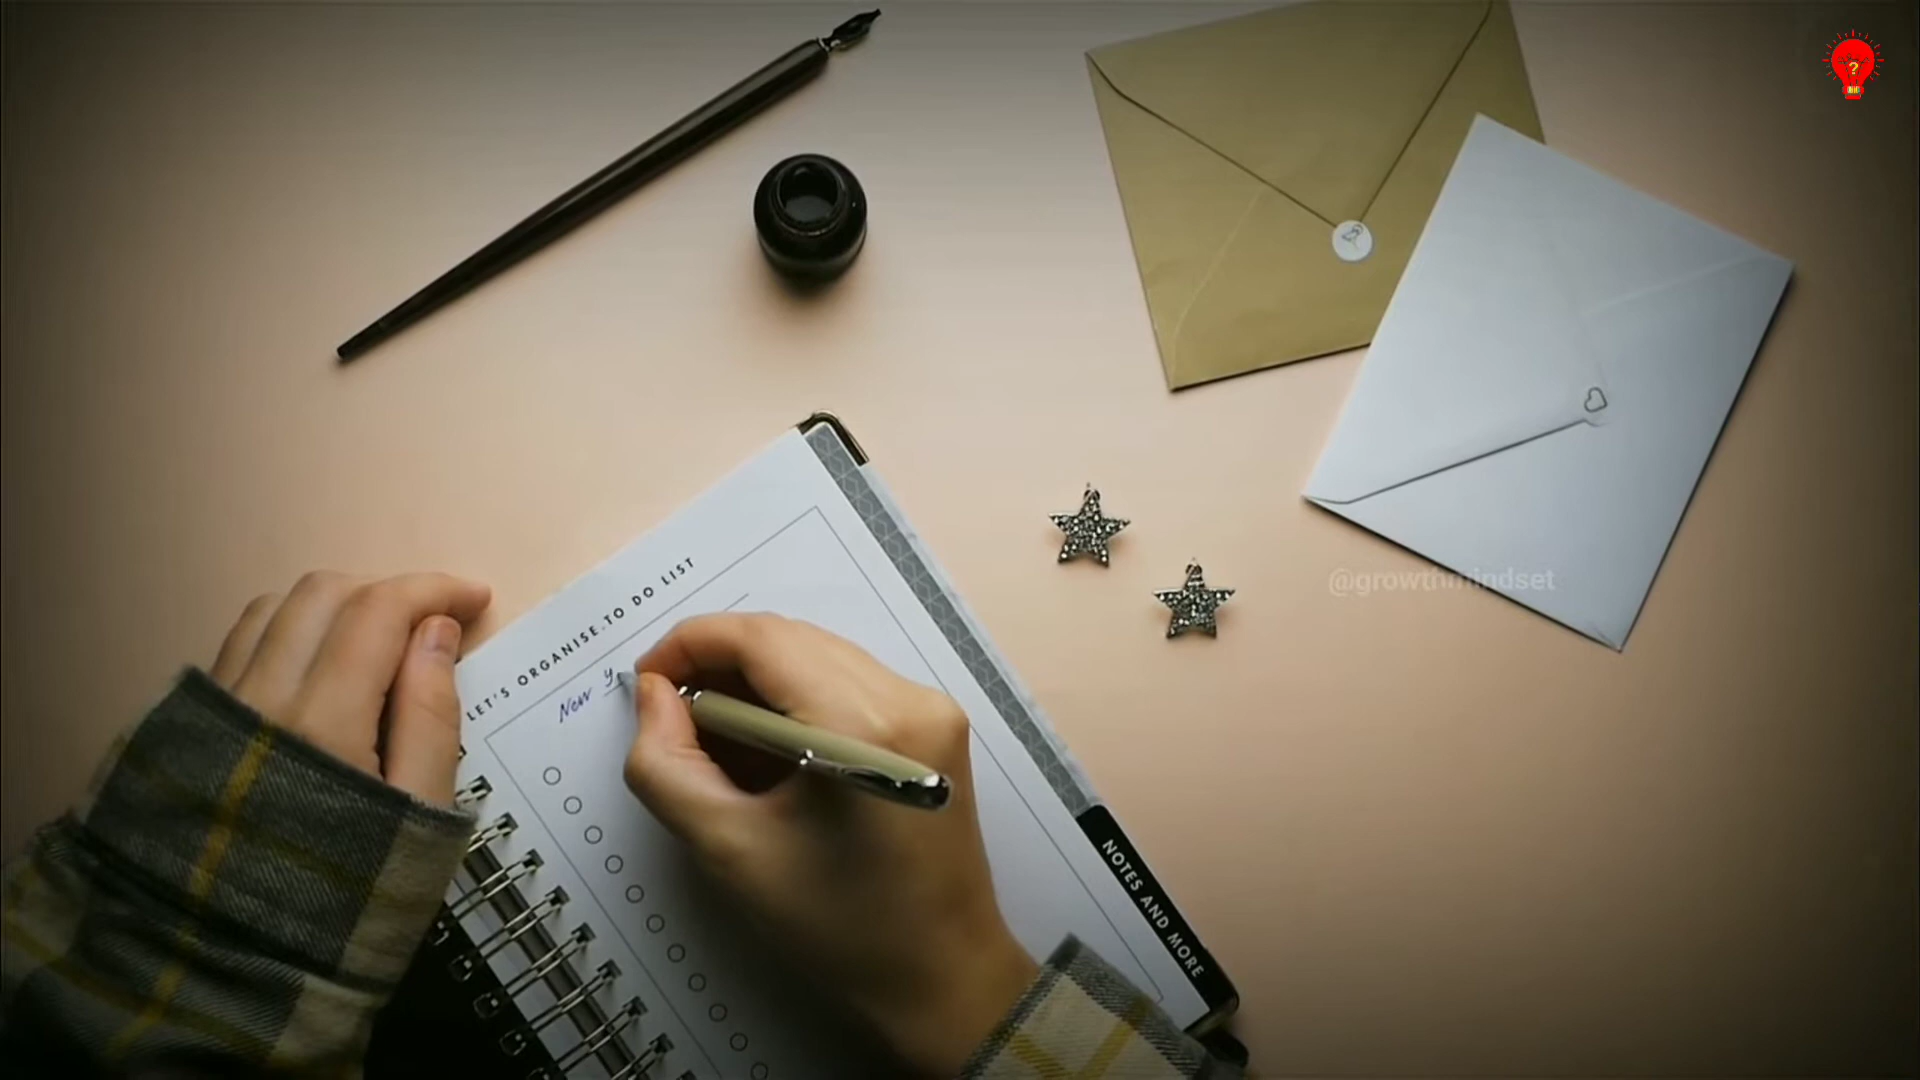 ?
@growthmindset
LET'S ORGANISE.TO DO LIST
New
NOTES AND MORE